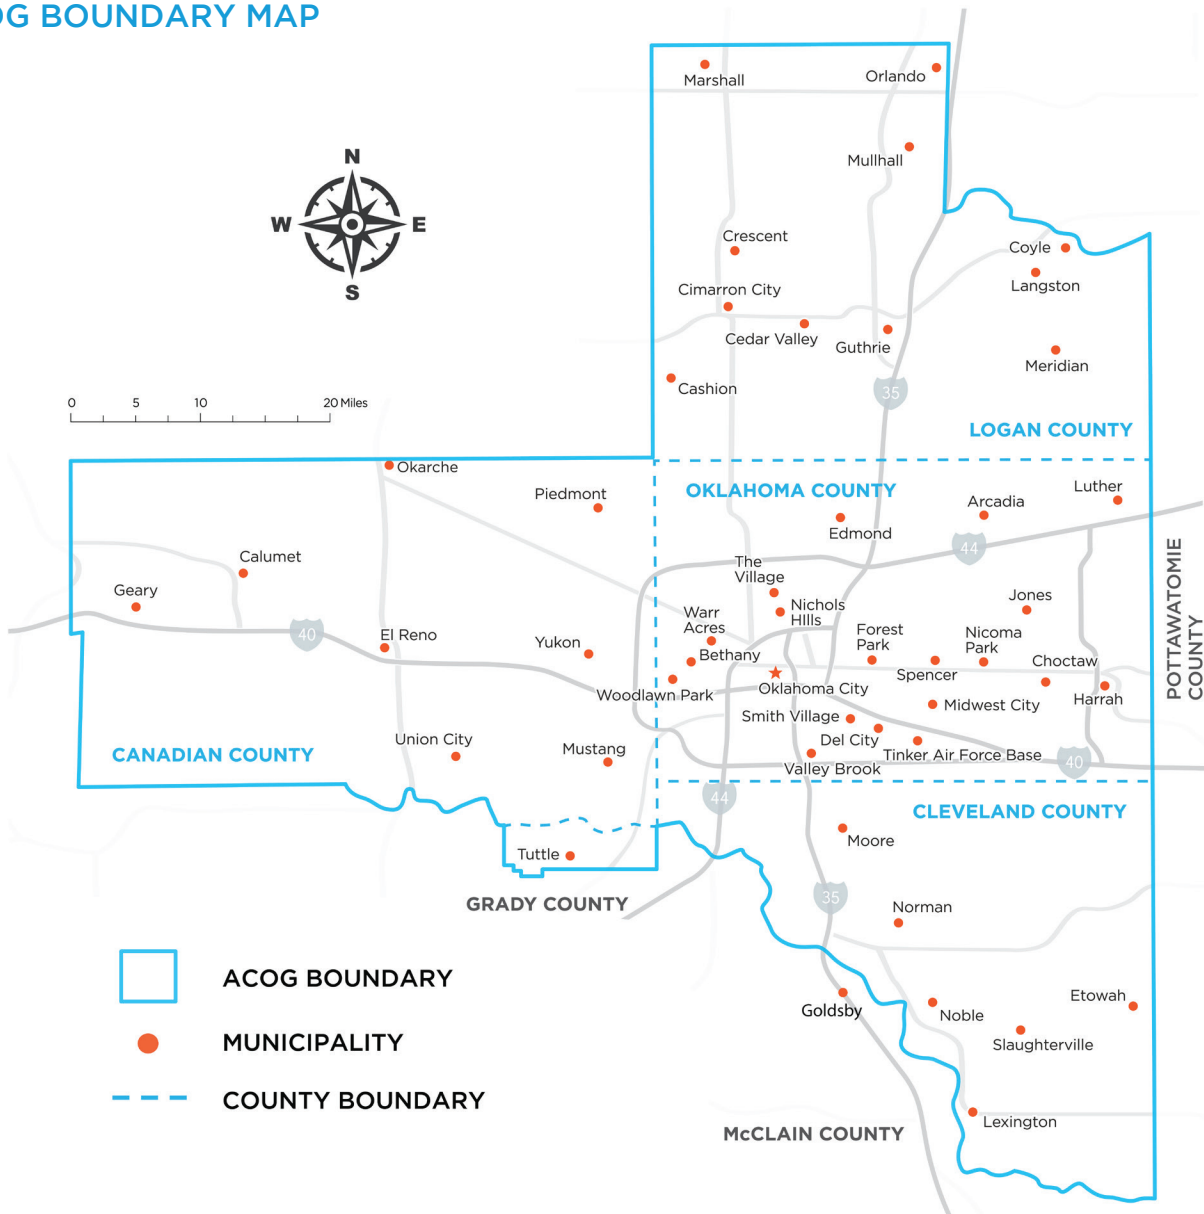 OG BOUNDARY MAP
Marshall
Orlando
Mullhall
N
W
E
S
Crescent
Coyle
Langston
Cimarron City
Cedar Valley
Guthrie
Meridian
Cashion
35
0 5 10 20 Miles
LOGAN COUNTY
Okarche
Piedmont
OKLAHOMA COUNTY
Arcadia
Luther
Edmond
44
Calumet
Geary
The
Village
Nichols
HIlls
Jones
40
El Reno
Yukon
Warr
Acres
Bethany
Woodlawn Park
Forest
Park
Spencer
Nicoma
Park
Choctaw
Harrah
POTTAWATOMIE
COUNTY
Oklahoma City
Smith Village
Midwest City
Del City
Tinker Air Force Base
Valley Brook
40
CANADIAN COUNTY
Union City
Mustang
44
CLEVELAND COUNTY
Moore
Tuttle
GRADY COUNTY
35
Norman
Goldsby
Noble
Etowah
Slaughterville
Lexington
McCLAIN COUNTY
ACOG BOUNDARY
MUNICIPALITY
COUNTY BOUNDARY